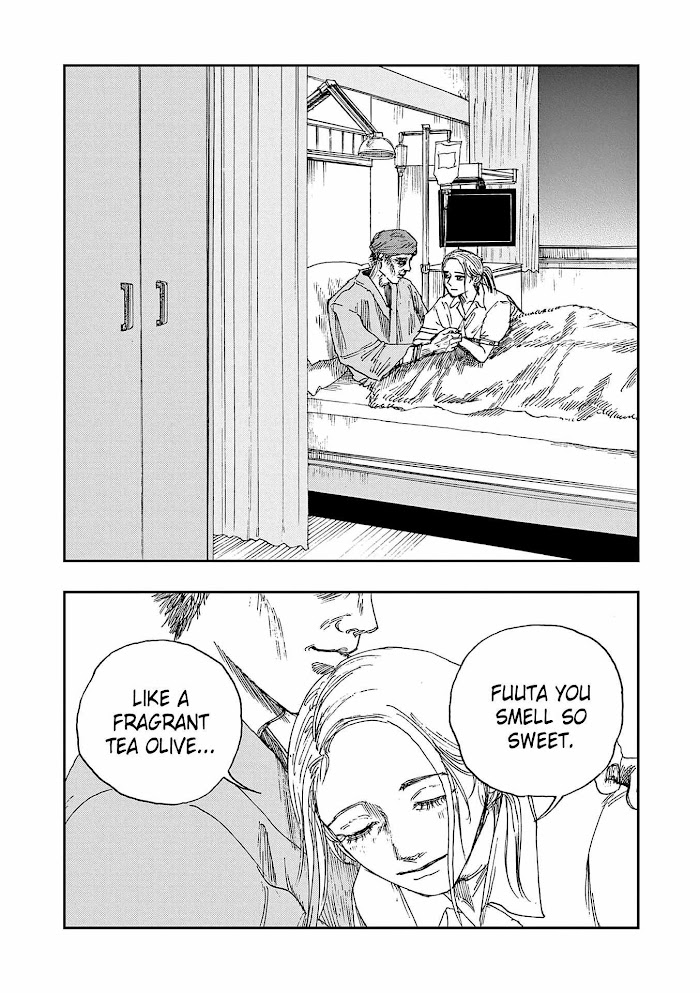 FUUTA YOU
SMELL SO
SWEET.
LIKE A
FRAGRANT
TEA OLIVE...